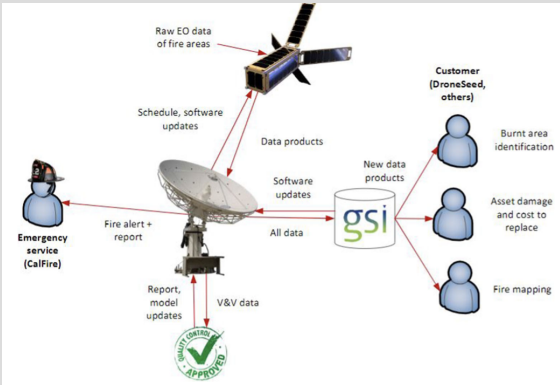 Raw EO data
of fire areas
Customer
(DroneSeed,
others)
Schedule, software
updates
Data products
Burnt area
identification
New data
products
Software
updates
gsi
Asset damage
and cost to
replace
Fire alert +
report
All data
Emergency
service
(CalFire)
Fire mapping
Report,
model
updates
V&V data
QUALITY CONTROL
APPROVED